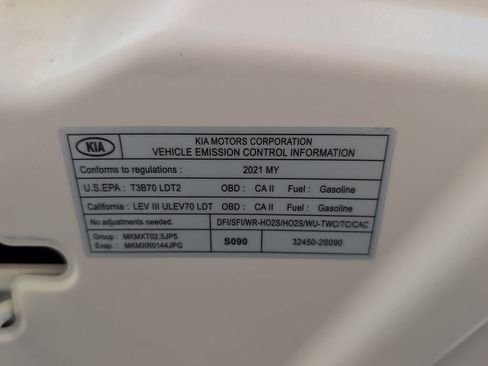 KIA
KIA MOTORS CORPORATION
VEHICLE EMISSION CONTROL INFORMATION
Conforms to regulations : 2021 MY
U.S.EPA : T3B70 LDT2 OBD : CA II Fuel : Gasoline
California : LEV III ULEV70 LDT OBD : CA II Fuel : Gasoline
No adjustments needed. DFI/SFI/WR-HO2S/HO2S/WU-TWC/TC/CAC
Group : MKMXT02.5JP5
Evap. : MKMXR0144JPG
S090
32450-2S090